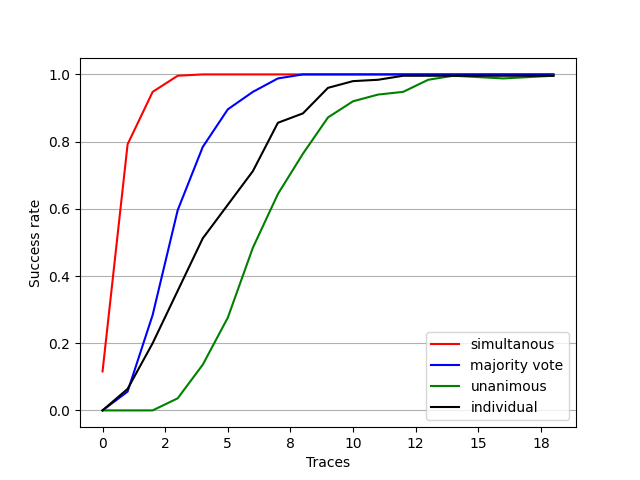 1.0
0.8
0.6
0.4
0.2
0.0
Success rate
0
2
5
8
10
12
15
18
Traces
simultanous
majority vote
unanimous
individual